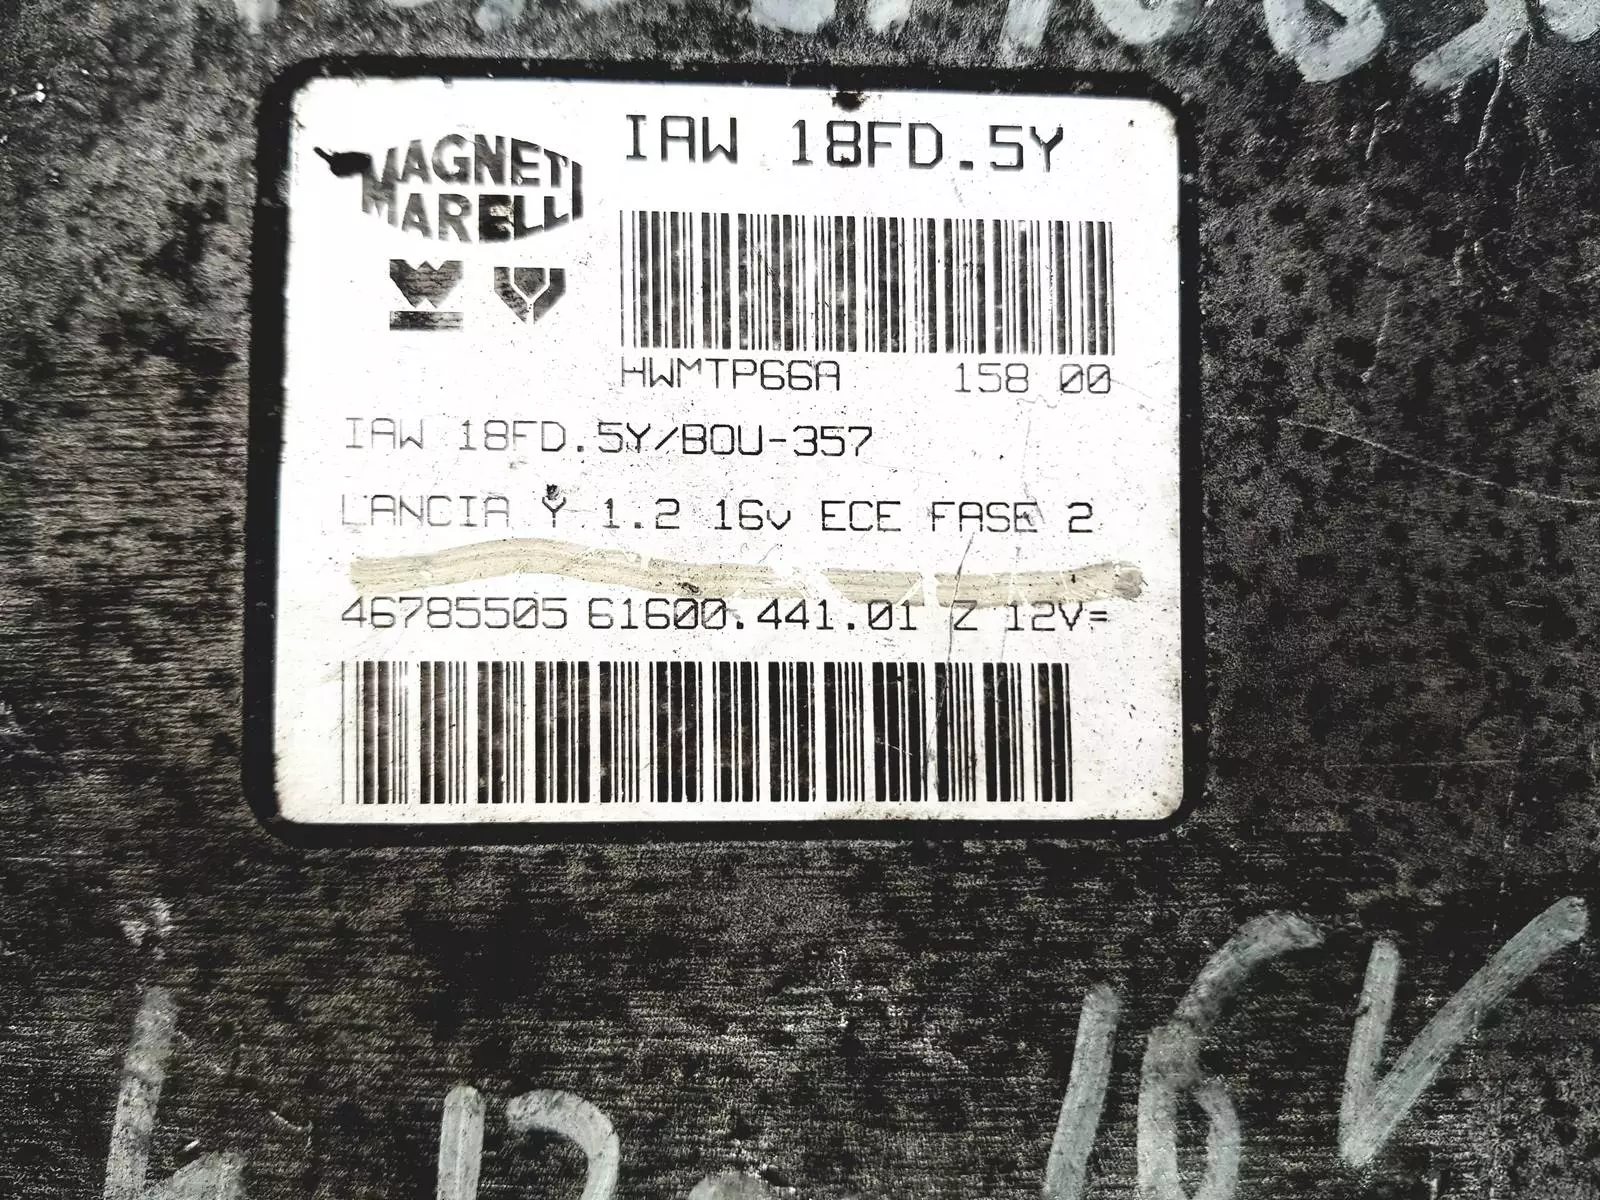 MAGNETI
MARELLI
IAW 18FD.5Y
HWMTP66A 158 00
IAW 18FD.5Y/BOU-357
LANCIA Y 1.2 16v ECE FASE 2
46785505 61600.441.01 Z 12V=
16V